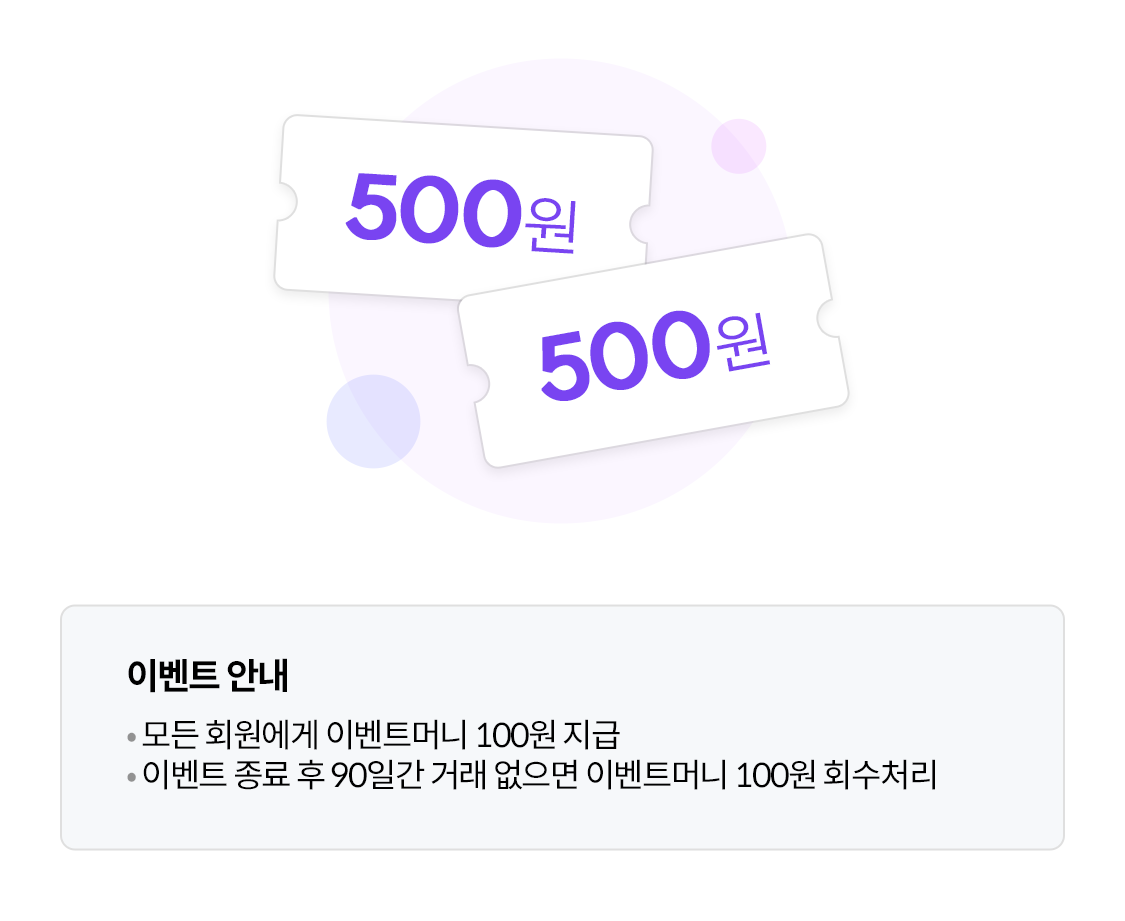 500원
500원
이벤트 안내
• 모든 회원에게 이벤트머니 100원 지급
• 이벤트 종료 후 90일간 거래 없으면 이벤트머니 100원 회수처리